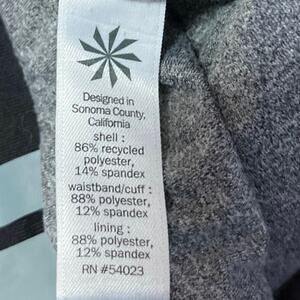 Designed in
Sonoma County,
California
shell :
86% recycled
polyester,
14% spandex
waistband/cuff :
88% polyester,
12% spandex
lining :
88% polyester,
12% spandex
RN #54023